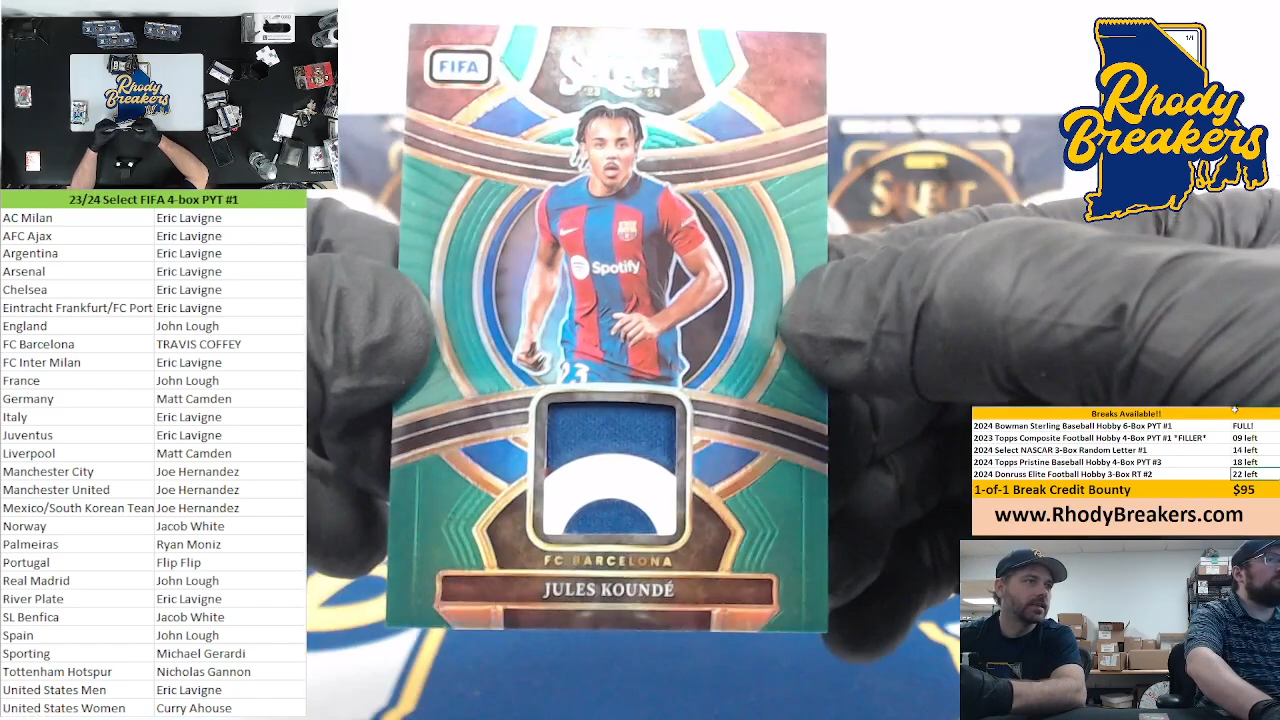 Rhody
Breakers
23/24 Select FIFA 4-box PYT #1
AC Milan Eric Lavigne
AFC Ajax Eric Lavigne
Argentina Eric Lavigne
Arsenal Eric Lavigne
Chelsea Eric Lavigne
Eintracht Frankfurt/FC Port Eric Lavigne
England John Lough
FC Barcelona TRAVIS COFFEY
FC Inter Milan Eric Lavigne
France John Lough
Germany Matt Camden
Italy Eric Lavigne
Juventus Eric Lavigne
Liverpool Matt Camden
Manchester City Joe Hernandez
Manchester United Joe Hernandez
Mexico/South Korean Team Joe Hernandez
Norway Jacob White
Palmeiras Ryan Moniz
Portugal Flip Flip
Real Madrid John Lough
River Plate Eric Lavigne
SL Benfica Jacob White
Spain John Lough
Sporting Michael Gerardi
Tottenham Hotspur Nicholas Gannon
United States Men Eric Lavigne
United States Women Curry Ahouse
FIFA
SELECT
23 24
Spotify
23
FC BARCELONA
JULES KOUNDÉ
SELECT
1/1
Rhody
Breakers
Breaks Available!!
2024 Bowman Sterling Baseball Hobby 6-Box PYT #1 FULL!
2023 Topps Composite Football Hobby 4-Box PYT #1 *FILLER* 09 left
2024 Select NASCAR 3-Box Random Letter #1 14 left
2024 Topps Pristine Baseball Hobby 4-Box PYT #3 18 left
2024 Donruss Elite Football Hobby 3-Box RT #2 22 left
1-of-1 Break Credit Bounty $95
www.RhodyBreakers.com